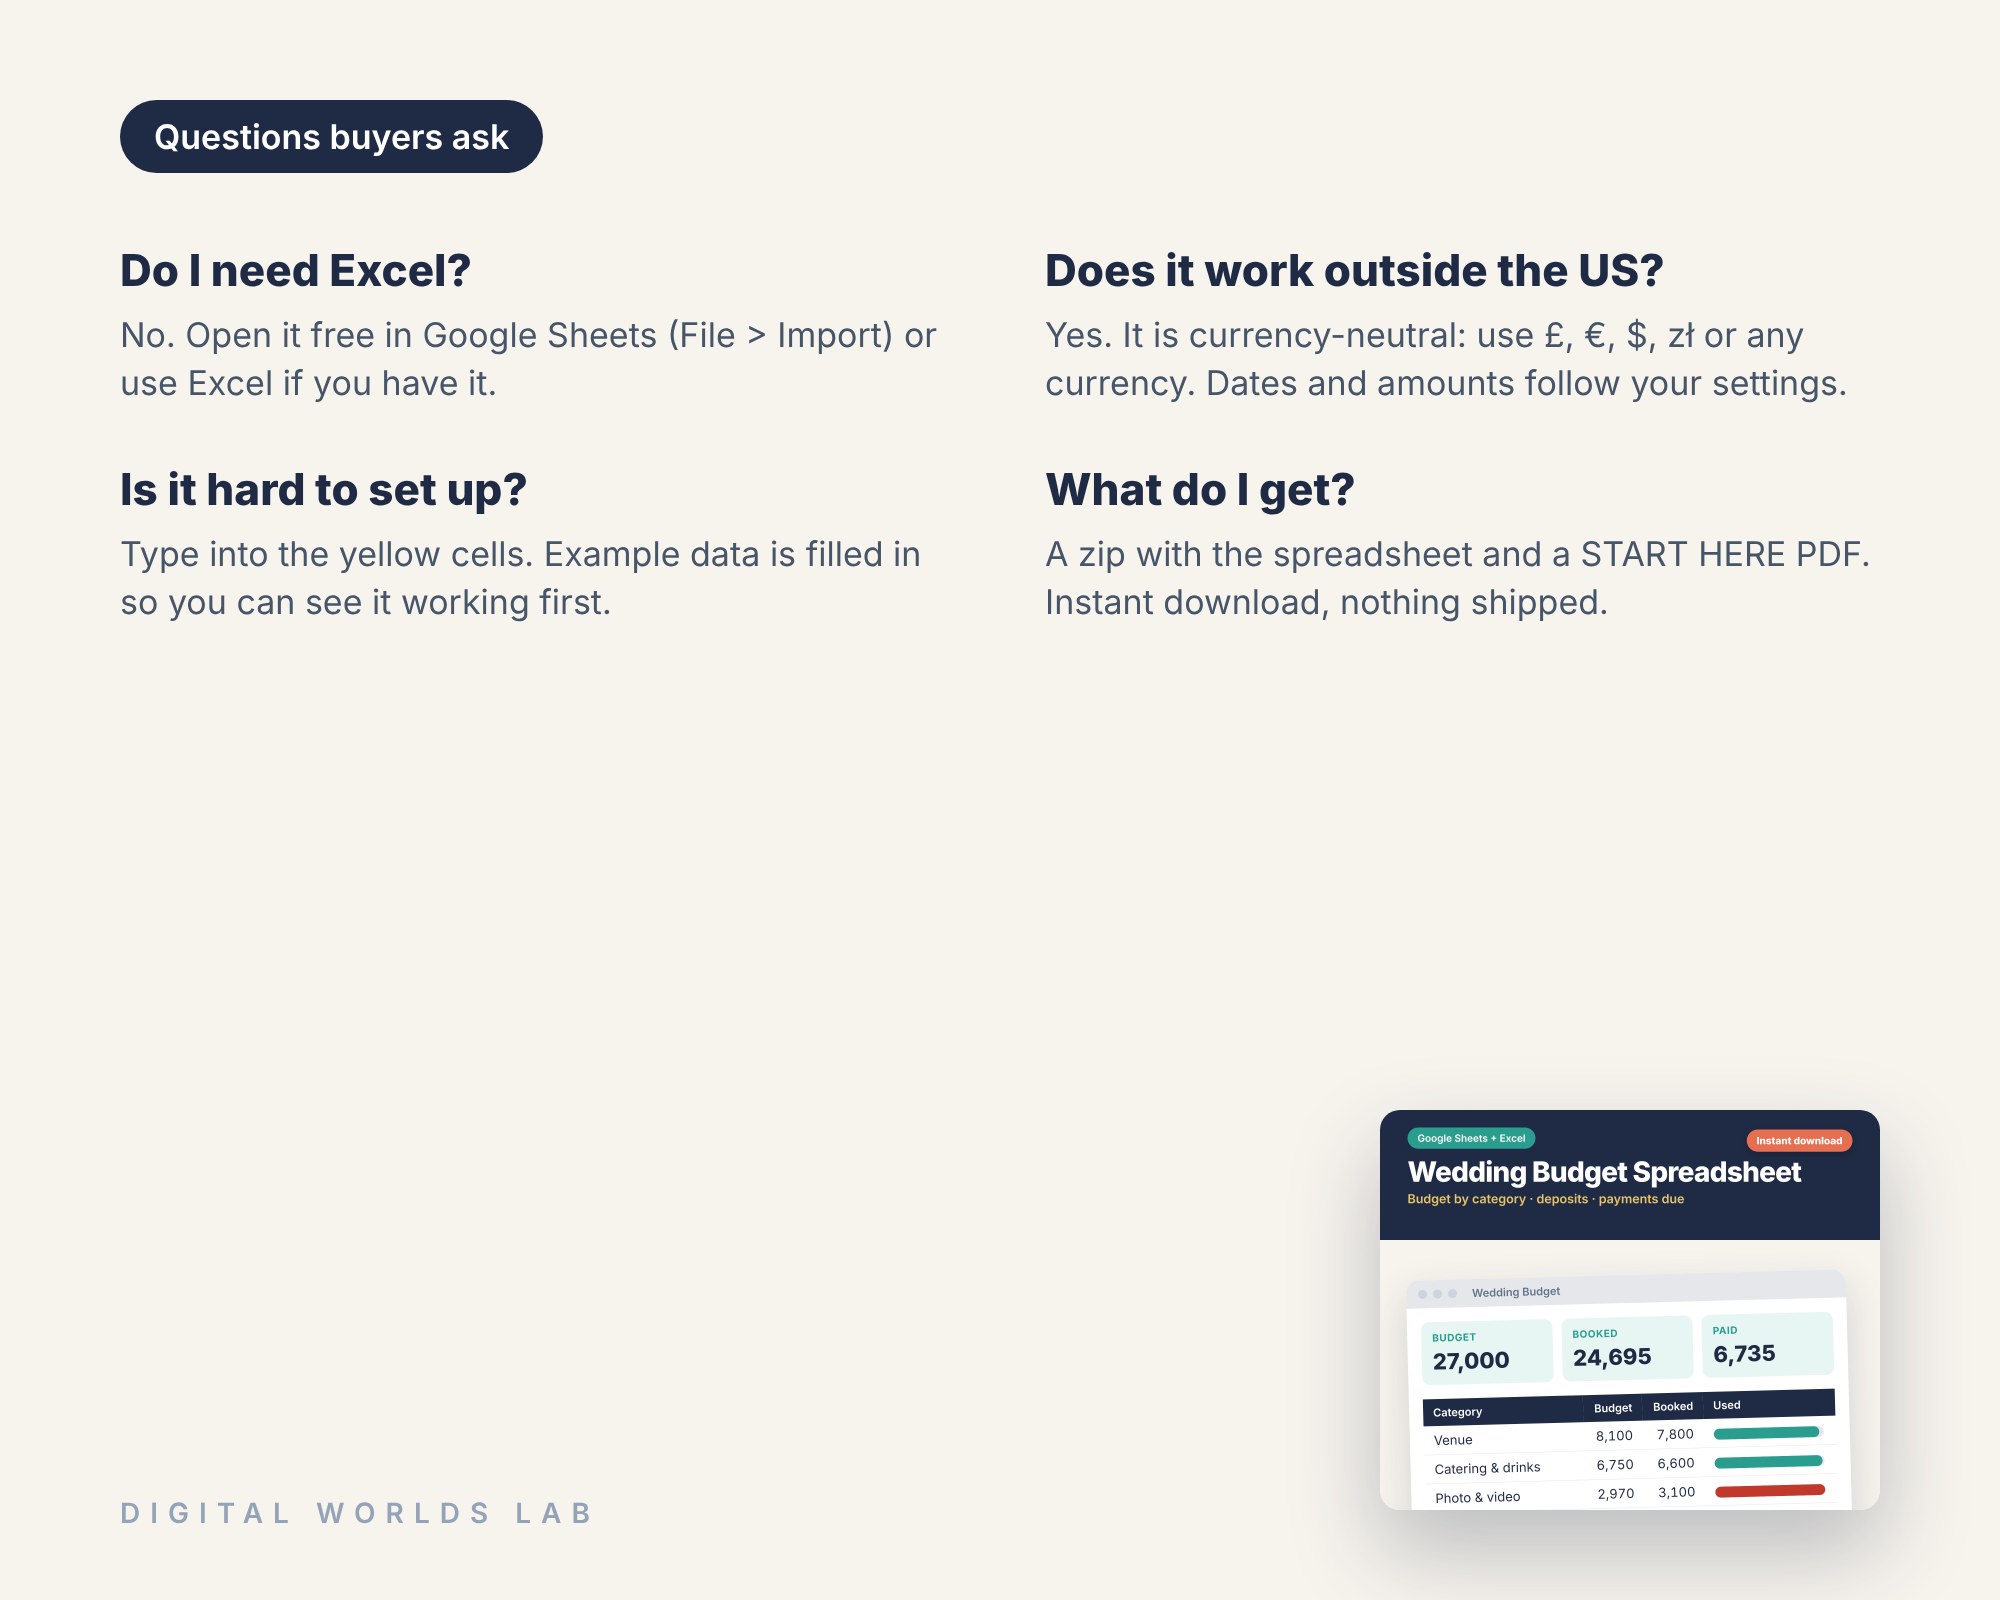 Questions buyers ask
Do I need Excel?
No. Open it free in Google Sheets (File > Import) or
use Excel if you have it.
Does it work outside the US?
Yes. It is currency-neutral: use £, €, $, zł or any
currency. Dates and amounts follow your settings.
Is it hard to set up?
Type into the yellow cells. Example data is filled in
so you can see it working first.
What do I get?
A zip with the spreadsheet and a START HERE PDF.
Instant download, nothing shipped.
Google Sheets + Excel
Instant download
Wedding Budget Spreadsheet
Budget by category · deposits · payments due
Wedding Budget
BUDGET BOOKED PAID
27,000 24,695 6,735
Category Budget Booked Used
Venue 8,100 7,800
Catering & drinks 6,750 6,600
Photo & video 2,970 3,100
DIGITAL WORLDS LAB